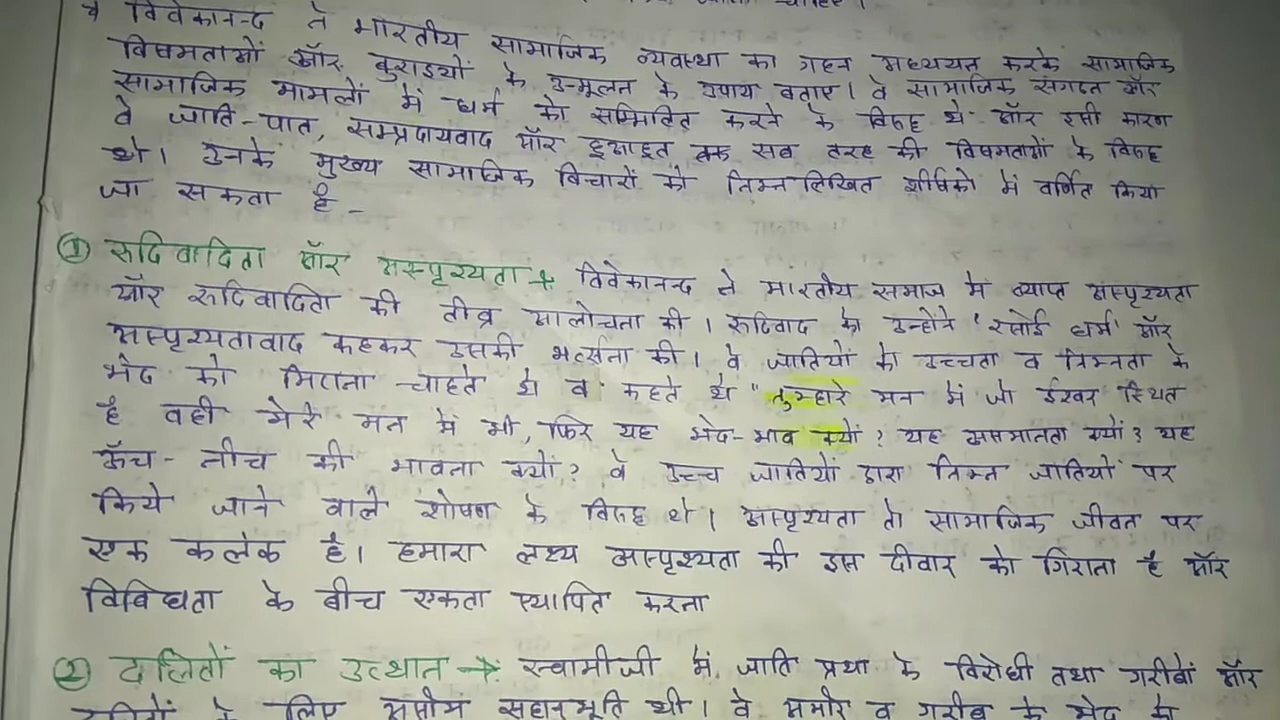 विवेकानन्द ने भारतीय सामाजिक व्यवस्था का गहन अध्ययन करके सामाजिक
विषमताओं और बुराइयों के उन्मूलन के उपाय बताए। वे सामाजिक संगठन और
सामाजिक मामलों में धर्म को सम्मिलित करने के विरुद्ध थे और इसी कारण
वे जाति-पात, सम्प्रदायवाद और छुआछूत सब तरह की विषमताओं के विरुद्ध
थे। उनके मुख्य सामाजिक विचारों को निम्नलिखित शीर्षकों में वर्णित किया
जा सकता है -
① रूढिवादिता और अस्पृश्यता → विवेकानन्द ने भारतीय समाज में व्याप्त अस्पृश्यता
और रूढिवादिता की तीव्र आलोचना की। रूढिवाद को उन्होंने 'रसोई धर्म' और
अस्पृश्यतावाद कहकर उसकी भर्त्सना की। वे जातियों की उच्चता व निम्नता के
भेद को मिटाना चाहते थे व कहते थे "तुम्हारे मन में जो ईश्वर स्थित
है वही मेरे मन में भी, फिर यह भेद-भाव क्यों? यह असमानता क्यों? यह
ऊँच-नीच की भावना क्यों? वे उच्च जातियों द्वारा निम्न जातियों पर
किये जाने वाले शोषण के विरुद्ध थे। अस्पृश्यता तो सामाजिक जीवन पर
एक कलंक है। हमारा लक्ष्य अस्पृश्यता की इस दीवार को गिराना है और
विविधता के बीच एकता स्थापित करना
② दलितों का उत्थान → स्वामीजी में जाति प्रथा के विरोधी तथा गरीबों और
के लिए असीम सहानुभूति थी। वे अमीर व गरीब के भेद को